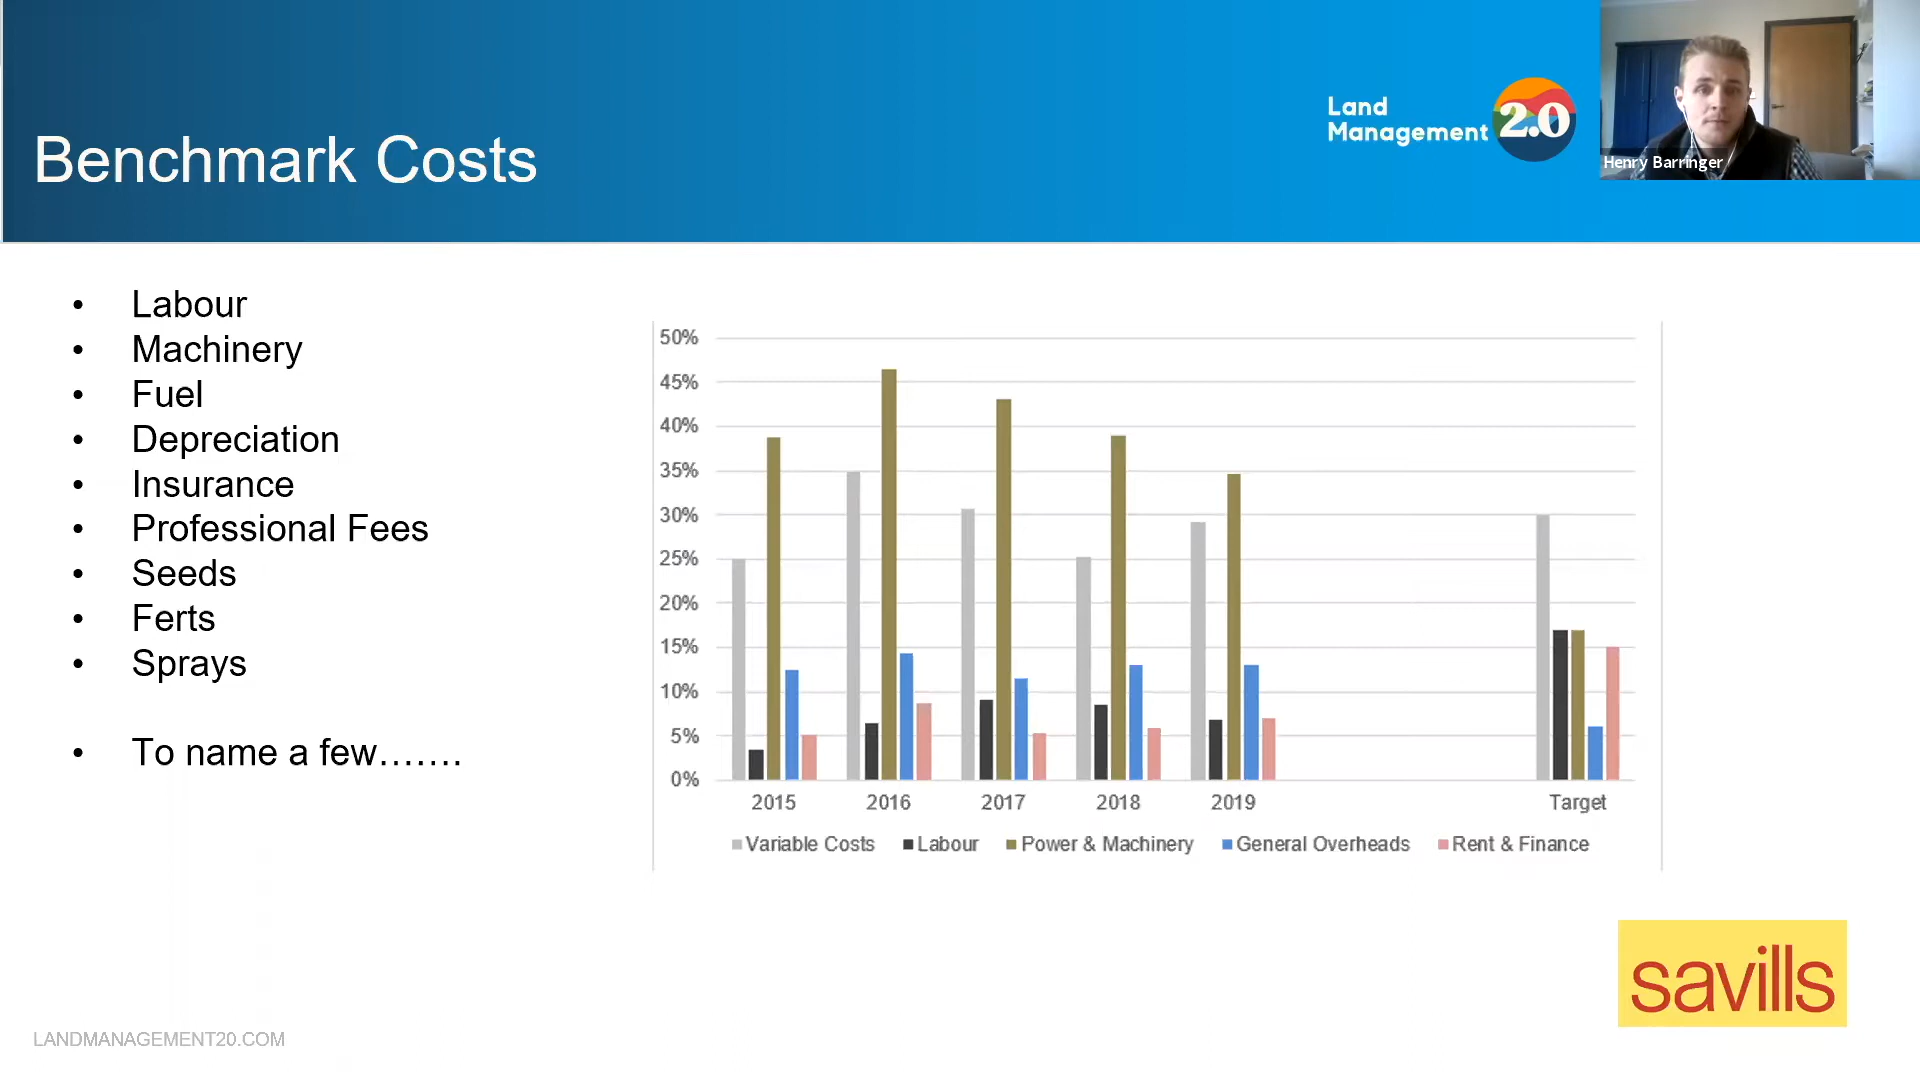 Land
Management
2.0
Henry Barringer
Benchmark Costs
• Labour
• Machinery
• Fuel
• Depreciation
• Insurance
• Professional Fees
• Seeds
• Ferts
• Sprays
• To name a few…….
50%
45%
40%
35%
30%
25%
20%
15%
10%
5%
0%
2015 2016 2017 2018 2019 Target
Variable Costs Labour Power & Machinery General Overheads Rent & Finance
savills
LANDMANAGEMENT20.COM